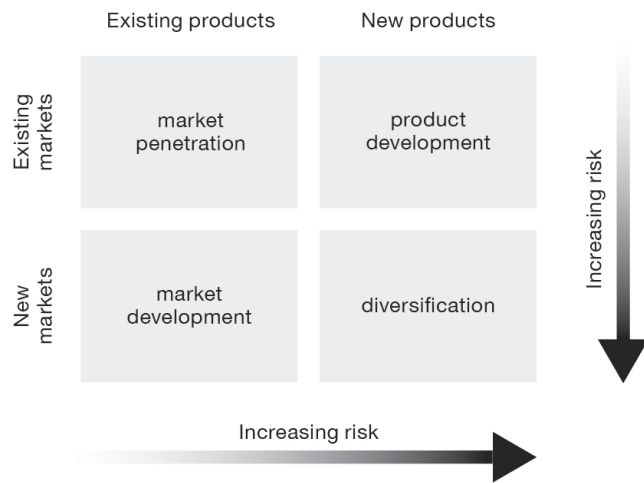 Existing products
New products
Existing
markets
market
penetration
product
development
Increasing risk
New
markets
market
development
diversification
Increasing risk